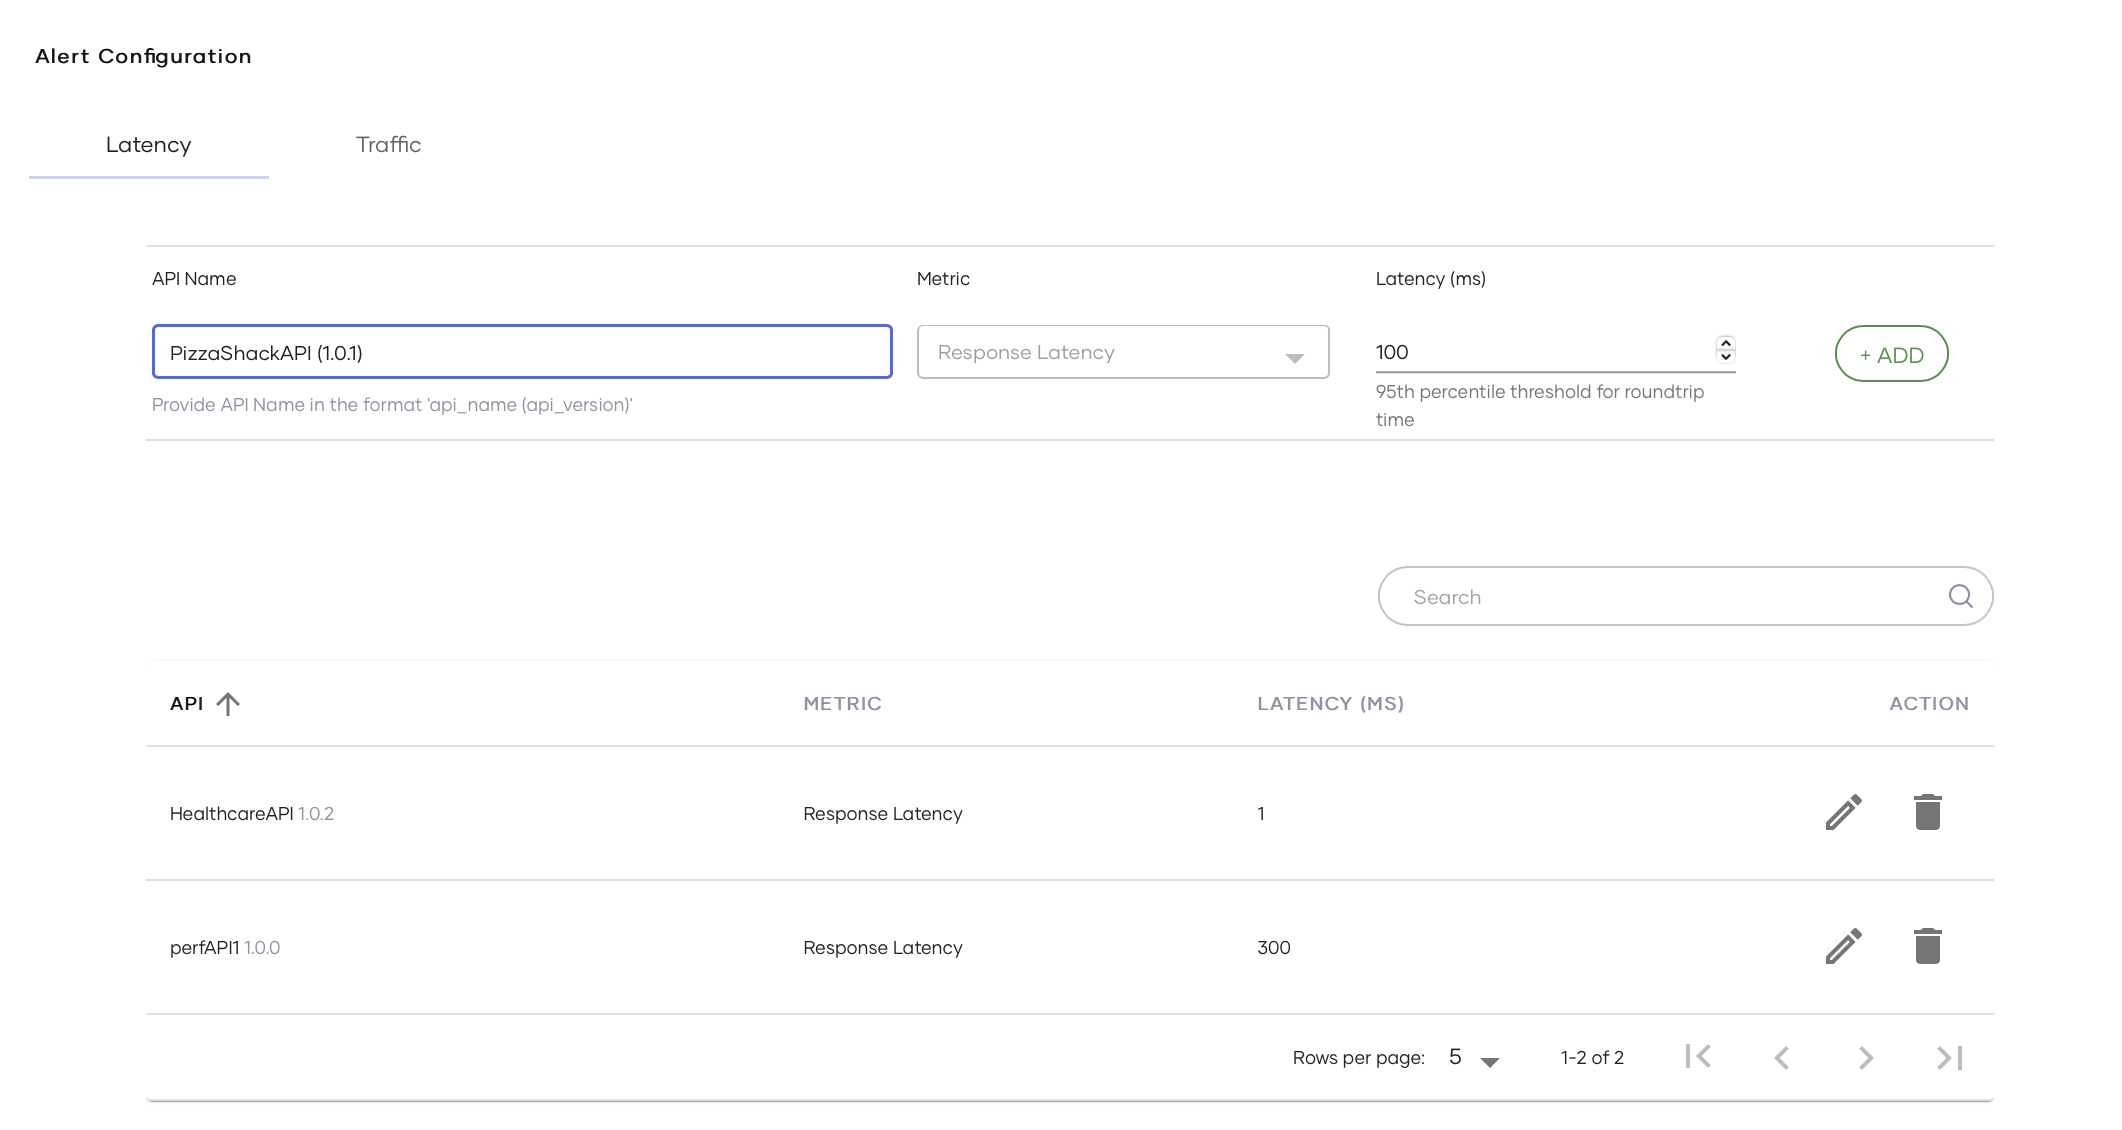 Alert Configuration
Latency
Traffic
API Name
Metric
Latency (ms)
PizzaShackAPI (1.0.1)
Response Latency
100
+ ADD
Provide API Name in the format 'api_name (api_version)'
95th percentile threshold for roundtrip
time
Search
API
METRIC
LATENCY (MS)
ACTION
HealthcareAPI 1.0.2
Response Latency
1
perfAPI1 1.0.0
Response Latency
300
Rows per page: 5
1-2 of 2